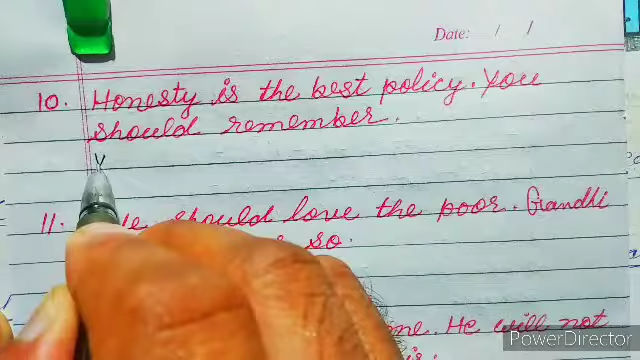 Date: / /
10. Honesty is the best policy. You
should remember.
Y
11. should love the poor. Gandhi
so.
He will not
PowerDirector